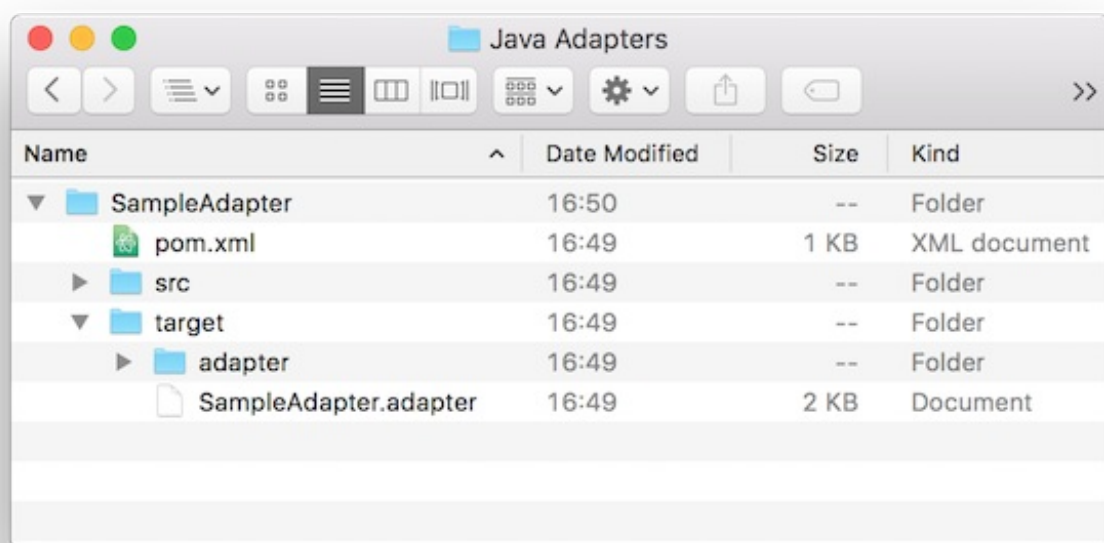 Java Adapters
Name Date Modified Size Kind
SampleAdapter 16:50 -- Folder
pom.xml 16:49 1 KB XML document
src 16:49 -- Folder
target 16:49 -- Folder
adapter 16:49 -- Folder
SampleAdapter.adapter 16:49 2 KB Document